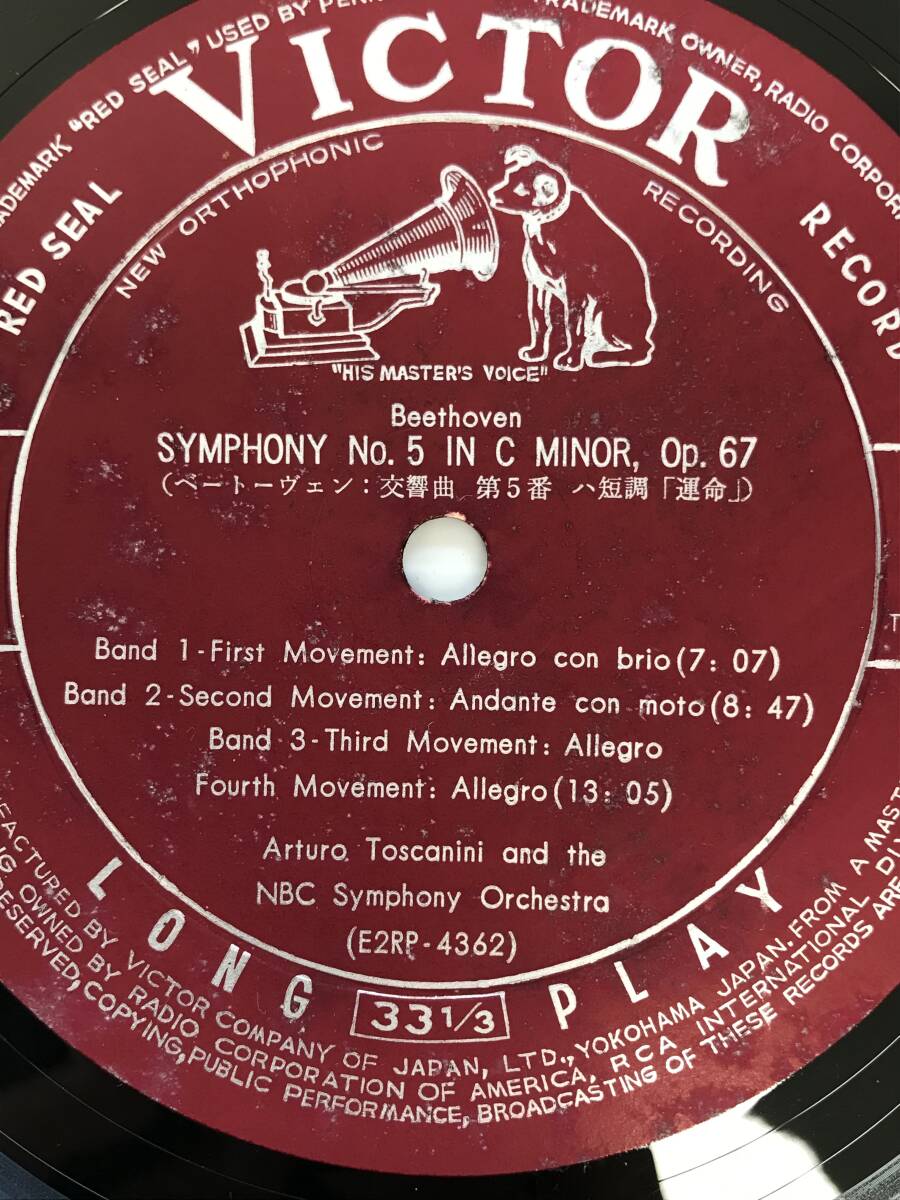 TRADEMARK "RED SEAL" USED BY
TRADEMARK OWNER, RADIO
VICTOR
RED SEAL
RECORD
NEW ORTHOPHONIC
RECORDING
"HIS MASTER'S VOICE"
Beethoven
SYMPHONY No. 5 IN C MINOR, Op. 67
(ベートーヴェン: 交響曲 第5番 ハ短調「運命」)
Band 1-First Movement: Allegro con brio(7: 07)
Band 2-Second Movement: Andante con moto(8: 47)
Band 3-Third Movement: Allegro
Fourth Movement: Allegro(13: 05)
Arturo Toscanini and the
NBC Symphony Orchestra
(E2RP-4362)
LONG PLAY
33 1/3
BY VICTOR COMPANY OF JAPAN, LTD., YOKOHAMA JAPAN. FROM A
OWNED BY RADIO CORPORATION OF AMERICA, RCA INTERNATIONAL
RESERVED, COPYING, PUBLIC PERFORMANCE, BROADCASTING OF THESE RECORDS ARE